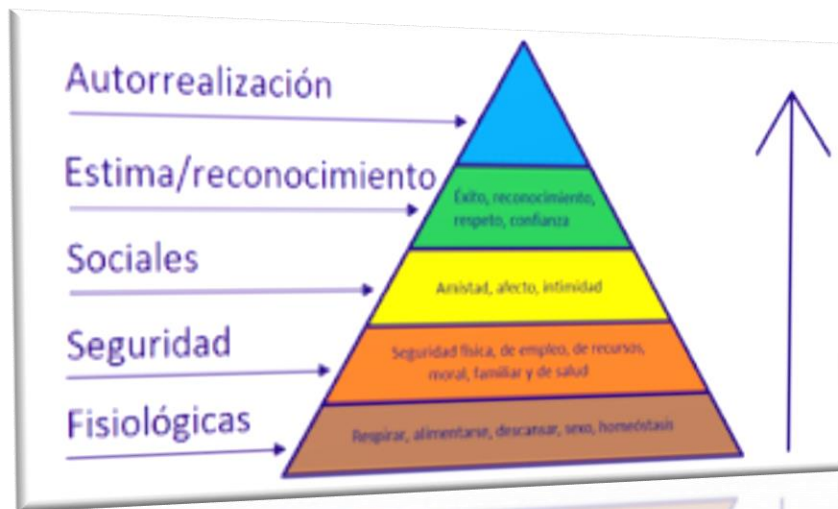 Autorrealización
Estima/reconocimiento
Éxito, reconocimiento,
respeto, confianza
Sociales
Amistad, afecto, intimidad
Seguridad
Seguridad física, de empleo, de recursos,
moral, familiar y de salud
Fisiológicas
Respirar, alimentarse, descansar, sexo, homeóstasis